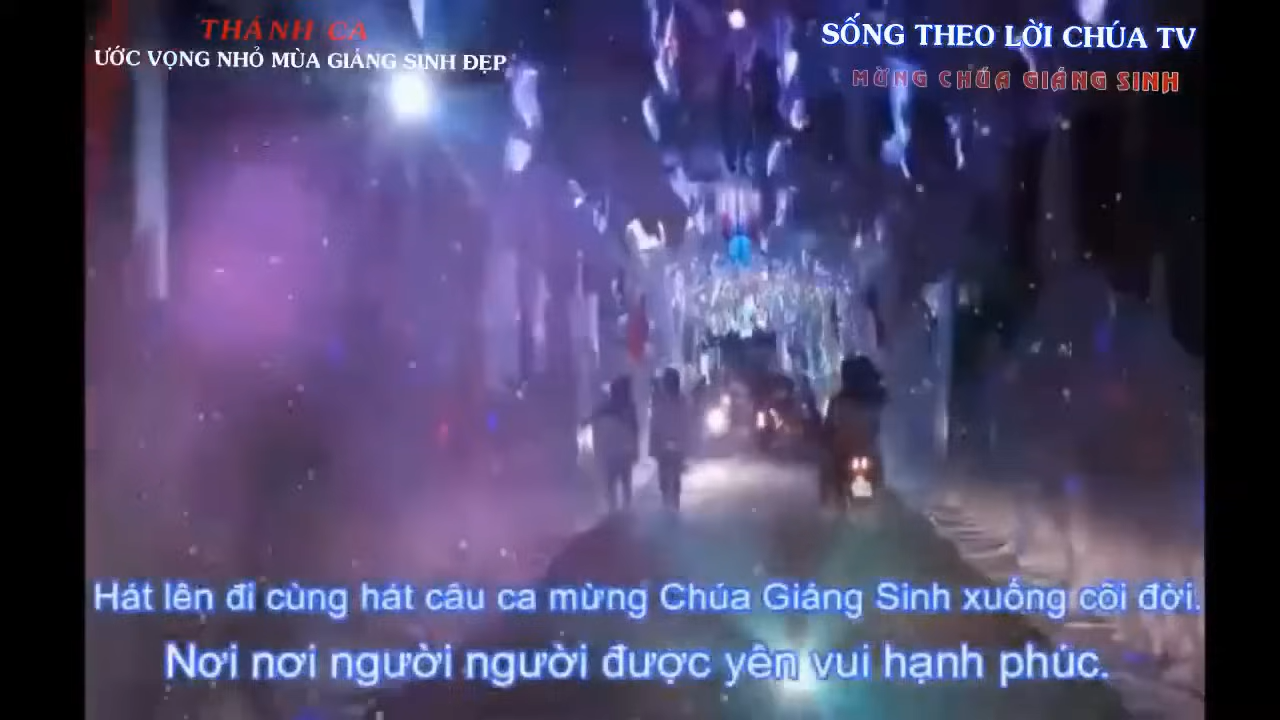 THÁNH CA
ƯỚC VỌNG NHỎ MÙA GIÁNG SINH ĐẸP
SỐNG THEO LỜI CHÚA TV
MỪNG CHÚA GIÁNG SINH
Hát lên đi cùng hát câu ca mừng Chúa Giáng Sinh xuống cõi đời.
Nơi nơi người người được yên vui hạnh phúc.